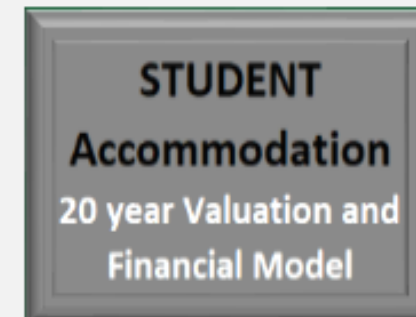 STUDENT
Accommodation
20 year Valuation and
Financial Model